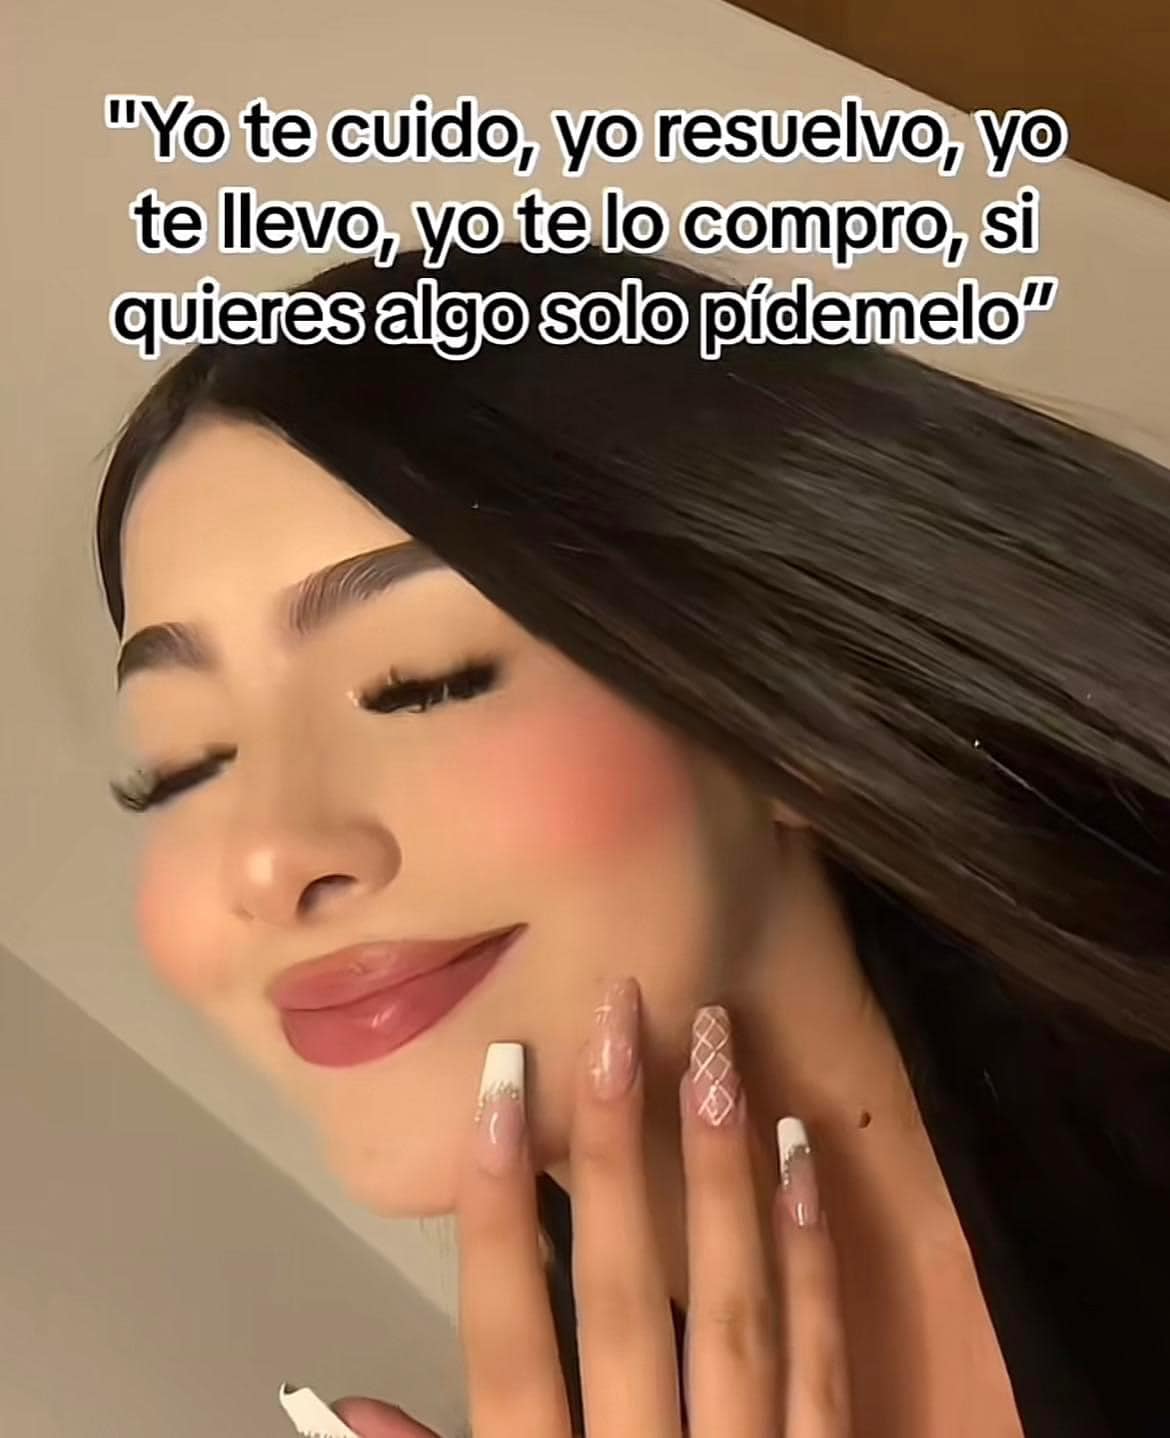 "Yo te cuido, yo resuelvo, yo
te llevo, yo te lo compro, si
quieres algo solo pídemelo”